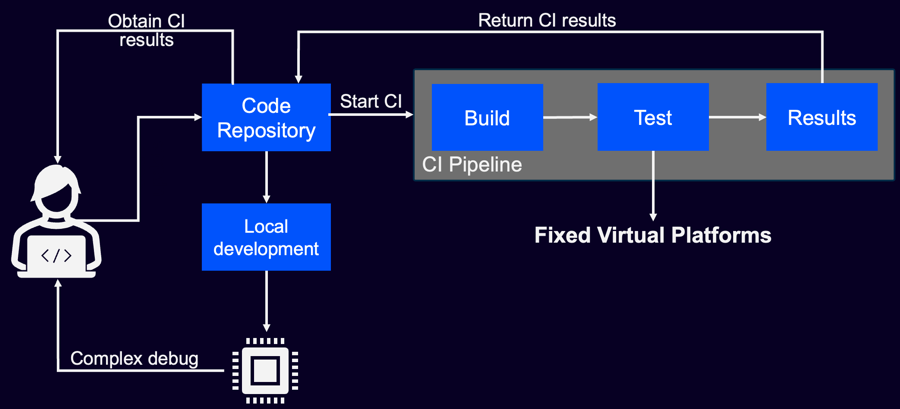 Obtain CI
results
Return CI results
Code
Repository
Start CI
Build
Test
Results
CI Pipeline
Local
development
Fixed Virtual Platforms
</>
Complex debug